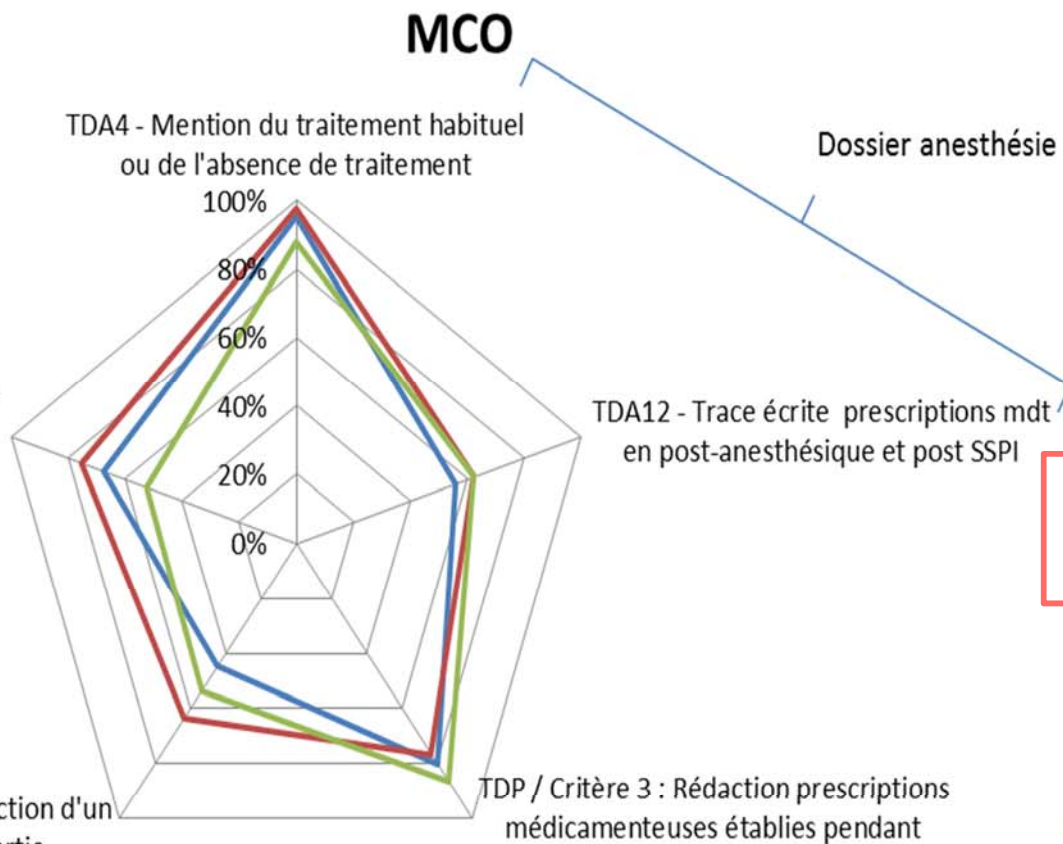 MCO
TDA4 - Mention du traitement habituel
ou de l'absence de traitement
Dossier anesthésie
100%
80%
60%
40%
20%
0%
TDA12 - Trace écrite prescriptions mdt
en post-anesthésique et post SSPI
TDP / Critère 3 : Rédaction prescriptions
médicamenteuses établies pendant
d'un